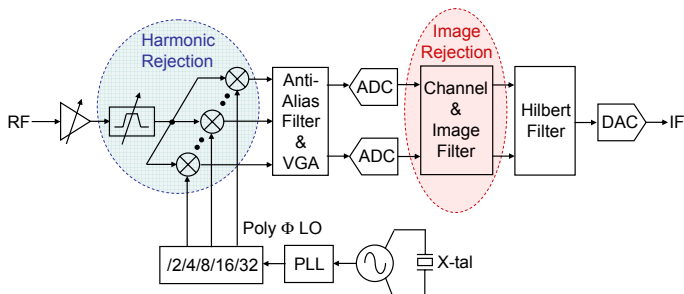 Harmonic
Rejection
Image
Rejection
RF
Anti-
Alias
Filter
&
VGA
ADC
ADC
Channel
&
Image
Filter
Hilbert
Filter
DAC
IF
Poly Φ LO
/2/4/8/16/32
PLL
X-tal